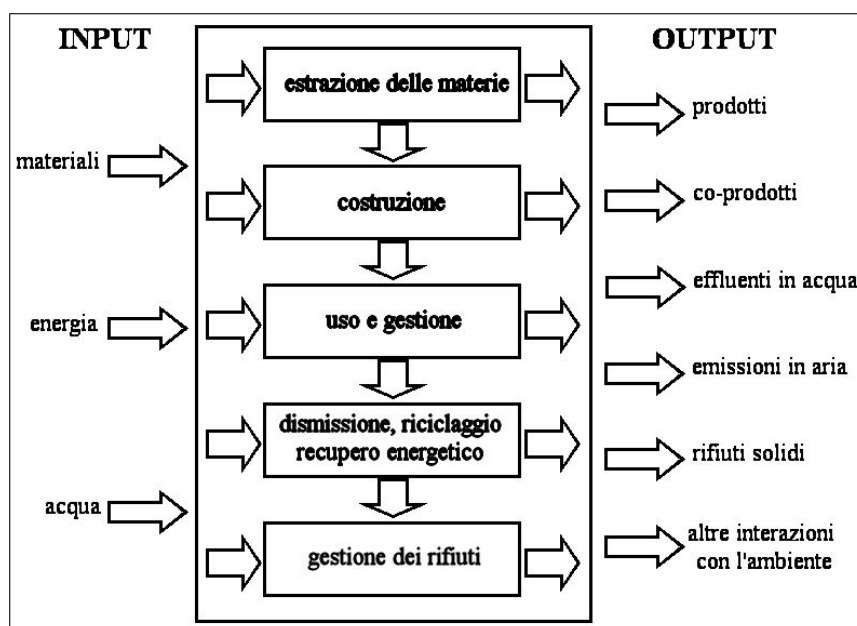 INPUT
OUTPUT
estrazione delle materie
prodotti
materiali
costruzione
co-prodotti
effluenti in acqua
energia
uso e gestione
emissioni in aria
dismissione, riciclaggio
recupero energetico
rifiuti solidi
acqua
gestione dei rifiuti
altre interazioni
con l'ambiente